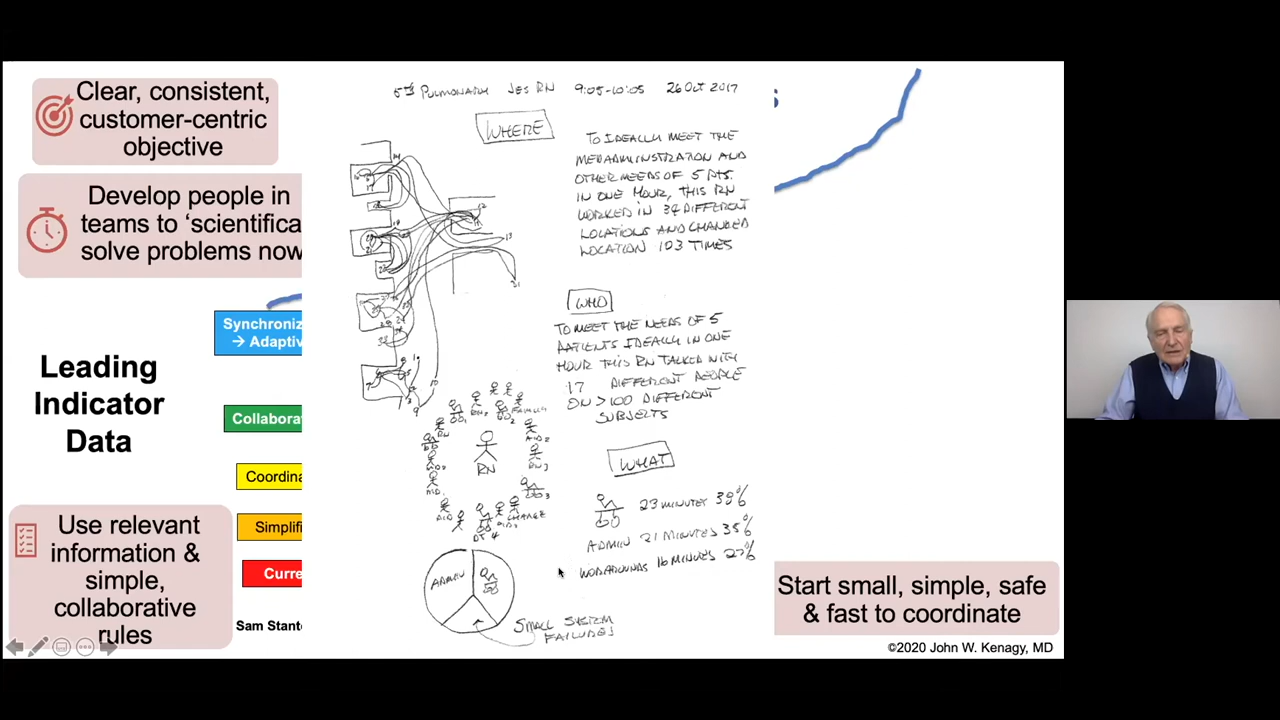 Clear, consistent,
customer-centric
objective
Develop people in
teams to ‘scientifica
solve problems now
Synchroniz
→ Adaptiv
Leading
Indicator
Data
Collabora
Coordina
Simplifi
Curre
Sam Stant
Use relevant
information &
simple,
collaborative
rules
5th PULMONARY JES RN 9:05-10:05 26 OCT 2017
WHERE
TO IDEALLY MEET THE
MED ADMINSTRATION AND
OTHER NEEDS OF 5 PTS.
IN ONE HOUR, THIS RN
WORKED IN 34 DIFFERENT
LOCATIONS AND CHANGED
LOCATION 103 TIMES
WHO
TO MEET THE NEEDS OF 5
PATIENTS IDEALLY IN ONE
HOUR THIS RN TALKED WITH
17 DIFFERENT PEOPLE
ON >100 DIFFERENT
SUBJECTS
RN
FAMILY
CHARGE
WHAT
23 MINUTES 38%
ADMIN 21 MINUTES 35%
WORKAROUNDS 16 MINUTES 27%
ADMIN
SMALL SYSTEM
FAILURES
s
Start small, simple, safe
& fast to coordinate
©2020 John W. Kenagy, MD